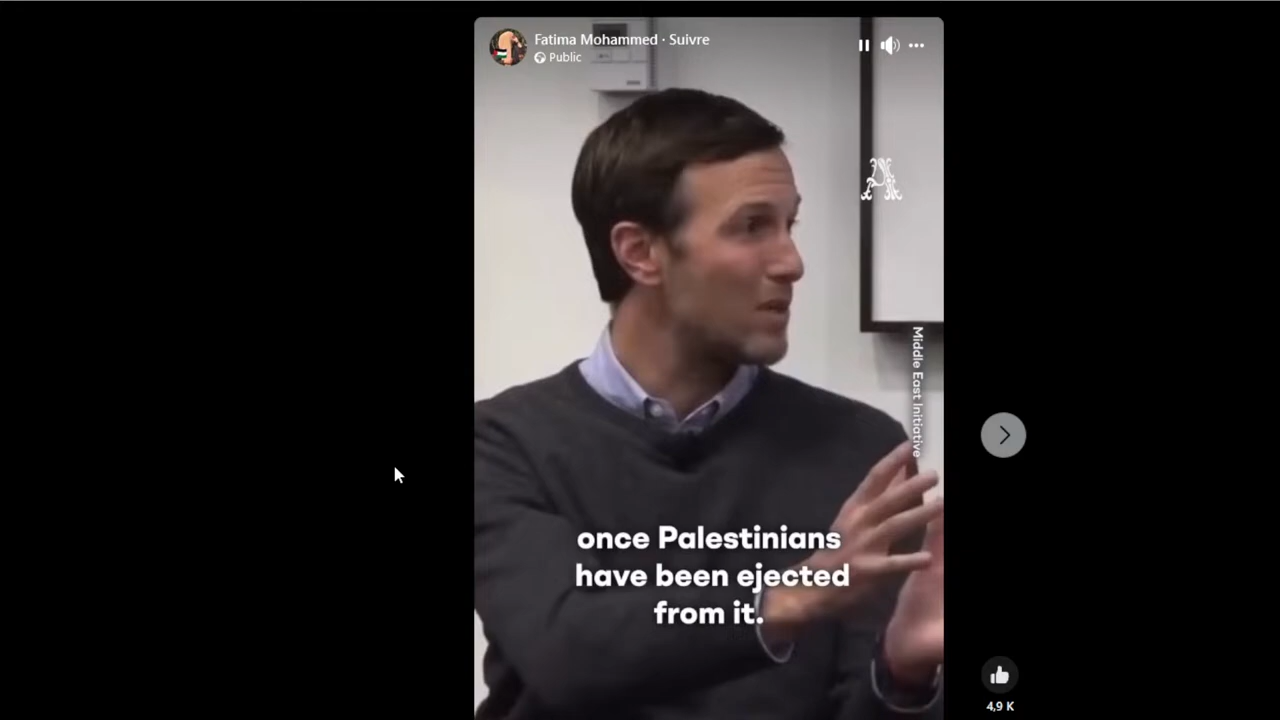 Fatima Mohammed · Suivre
Public
A
Middle East Initiative
once Palestinians
have been ejected
from it.
4,9 K